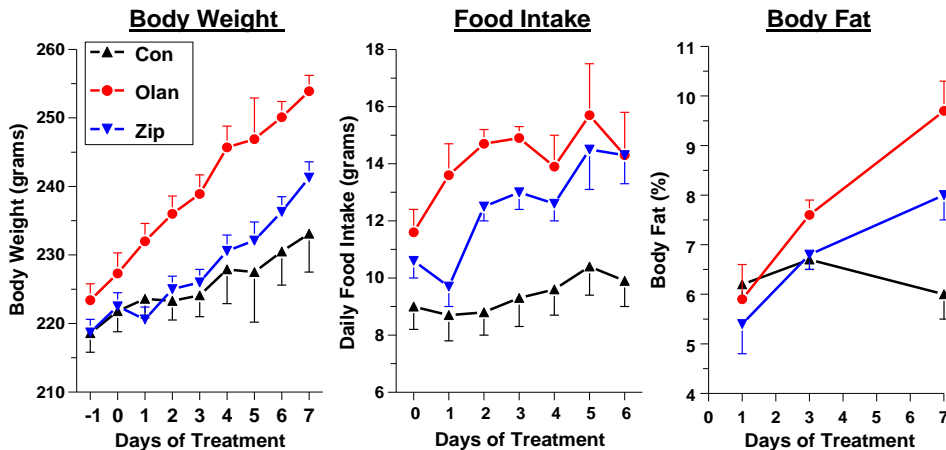 Body Weight
Food Intake
Body Fat
Con
Olan
Zip
Body Weight (grams)
260
250
240
230
220
210
-1 0 1 2 3 4 5 6 7
Days of Treatment
Daily Food Intake (grams)
18
16
14
12
10
8
6
0 1 2 3 4 5 6
Days of Treatment
Body Fat (%)
11
10
9
8
7
6
5
4
0 1 2 3 4 5 6 7
Days of Treatment